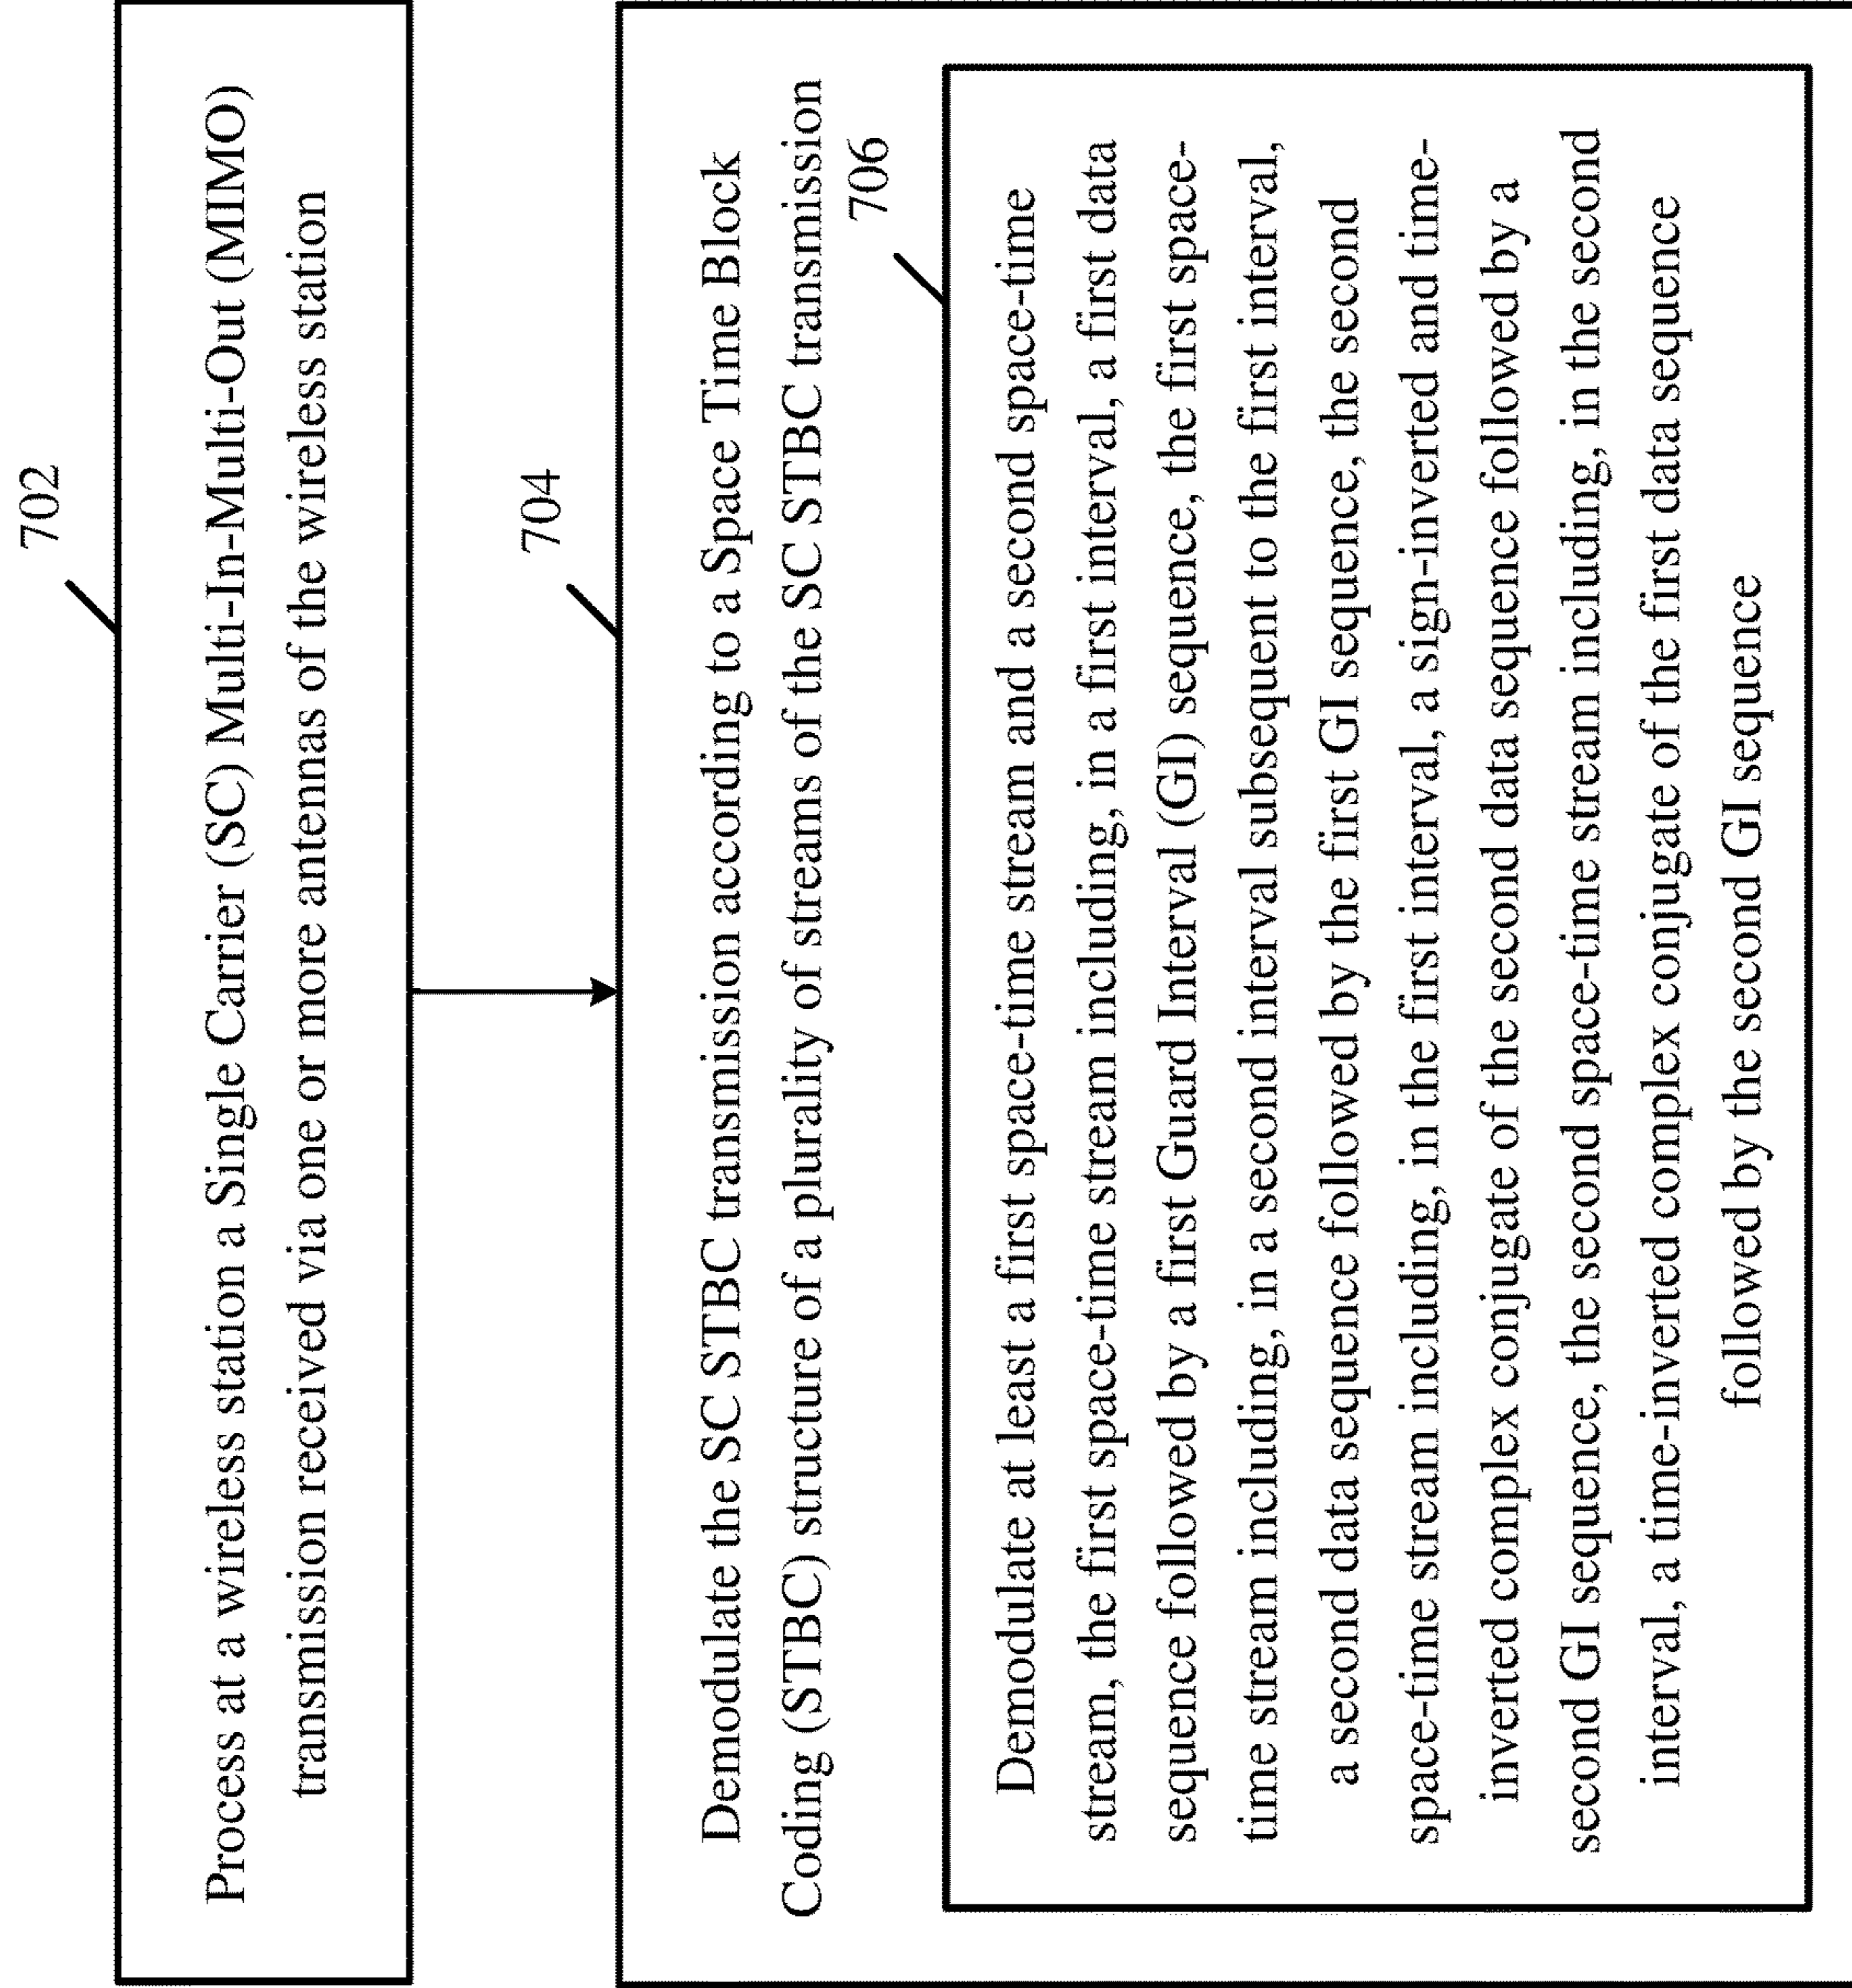 702
Process at a wireless station a Single Carrier (SC) Multi-In-Multi-Out (MIMO)
transmission received via one or more antennas of the wireless station
704
Demodulate the SC STBC transmission according to a Space Time Block
Coding (STBC) structure of a plurality of streams of the SC STBC transmission
706
Demodulate at least a first space-time stream and a second space-time
stream, the first space-time stream including, in a first interval, a first data
sequence followed by a first Guard Interval (GI) sequence, the first space-
time stream including, in a second interval subsequent to the first interval,
a second data sequence followed by the first GI sequence, the second
space-time stream including, in the first interval, a sign-inverted and time-
inverted complex conjugate of the second data sequence followed by a
second GI sequence, the second space-time stream including, in the second
interval, a time-inverted complex conjugate of the first data sequence
followed by the second GI sequence